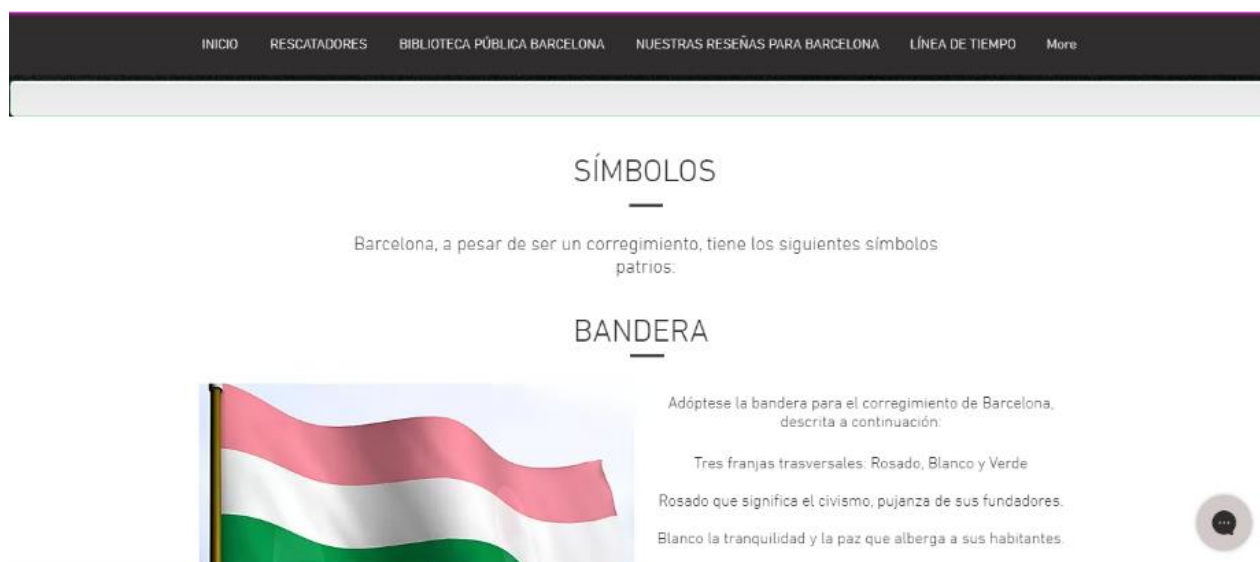 INICIO RESCATADORES BIBLIOTECA PÚBLICA BARCELONA NUESTRAS RESEÑAS PARA BARCELONA LÍNEA DE TIEMPO More
SÍMBOLOS
Barcelona, a pesar de ser un corregimiento, tiene los siguientes símbolos
patrios:
BANDERA
Adóptese la bandera para el corregimiento de Barcelona,
descrita a continuación:
Tres franjas trasversales: Rosado, Blanco y Verde
Rosado que significa el civismo, pujanza de sus fundadores.
Blanco la tranquilidad y la paz que alberga a sus habitantes.